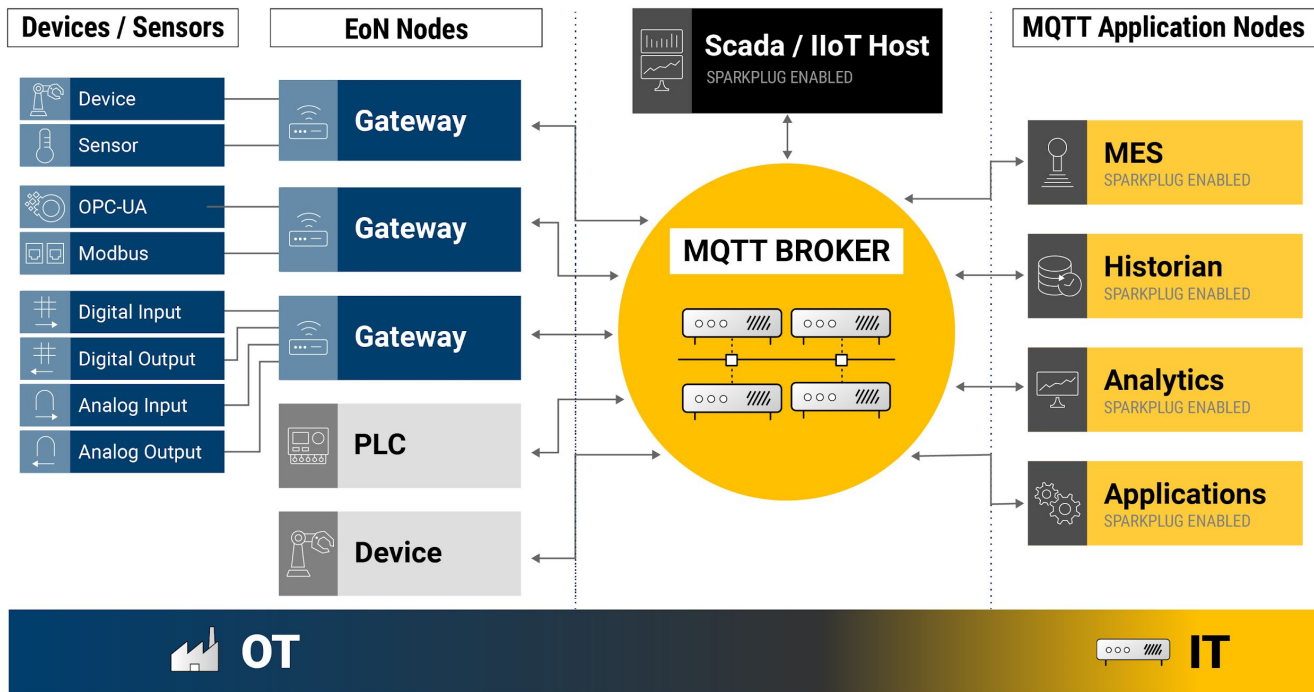 Devices / Sensors
EoN Nodes
Scada / IIoT Host
SPARKPLUG ENABLED
MQTT Application Nodes
Device
Sensor
Gateway
OPC-UA
Modbus
Gateway
Digital Input
Digital Output
Analog Input
Analog Output
Gateway
PLC
Device
MQTT BROKER
MES
SPARKPLUG ENABLED
Historian
SPARKPLUG ENABLED
Analytics
SPARKPLUG ENABLED
Applications
SPARKPLUG ENABLED
OT
IT